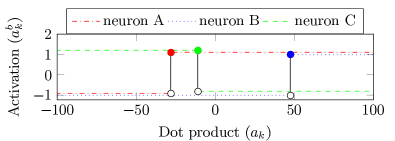 neuron A neuron B neuron C
2
1
0
−1
−100 −50 0 50 100
Activation (a_k^b)
Dot product (a_k)